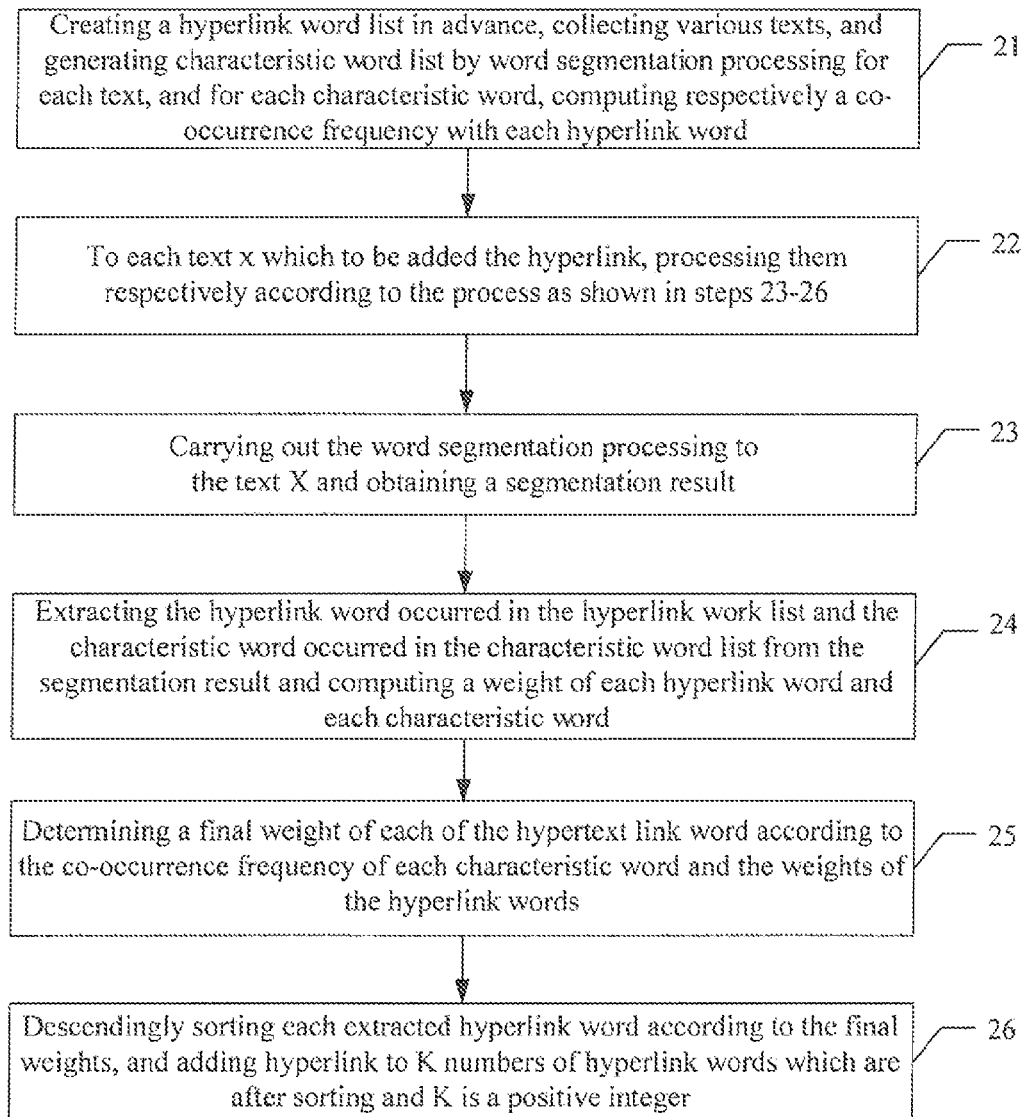 Creating a hyperlink word list in advance, collecting various texts, and
generating characteristic word list by word segmentation processing for
each text, and for each characteristic word, computing respectively a co-
occurrence frequency with each hyperlink word
21
To each text x which to be added the hyperlink, processing them
respectively according to the process as shown in steps 23-26
22
Carrying out the word segmentation processing to
the text X and obtaining a segmentation result
23
Extracting the hyperlink word occurred in the hyperlink work list and the
characteristic word occurred in the characteristic word list from the
segmentation result and computing a weight of each hyperlink word and
each characteristic word
24
Determining a final weight of each of the hypertext link word according to
the co-occurrence frequency of each characteristic word and the weights of
the hyperlink words
25
Descendingly sorting each extracted hyperlink word according to the final
weights, and adding hyperlink to K numbers of hyperlink words which are
after sorting and K is a positive integer
26